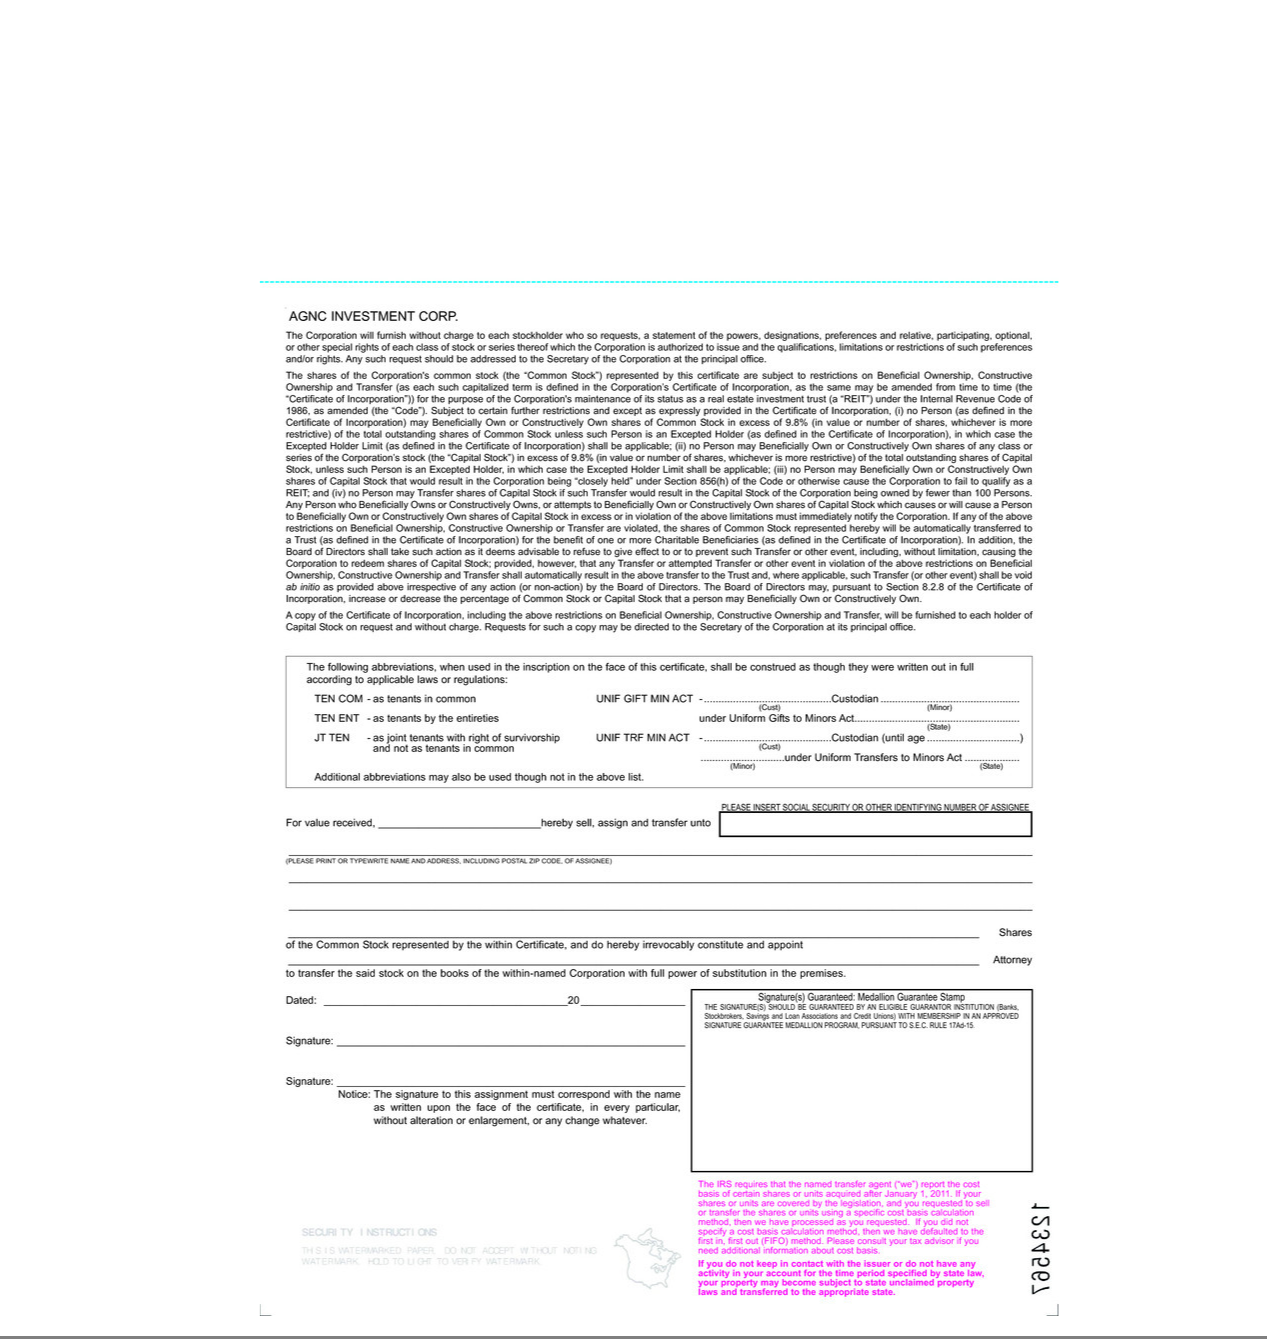 AGNC INVESTMENT CORP.
The Corporation will furnish without charge to each stockholder who so requests, a statement of the powers, designations, preferences and relative, participating, optional,
or other special rights of each class of stock or series thereof which the Corporation is authorized to issue and the qualifications, limitations or restrictions of such preferences
and/or rights. Any such request should be addressed to the Secretary of the Corporation at the principal office.
The shares of the Corporation's common stock (the “Common Stock”) represented by this certificate are subject to restrictions on Beneficial Ownership, Constructive
Ownership and Transfer (as each such capitalized term is defined in the Corporation’s Certificate of Incorporation, as the same may be amended from time to time (the
“Certificate of Incorporation”)) for the purpose of the Corporation's maintenance of its status as a real estate investment trust (a “REIT”) under the Internal Revenue Code of
1986, as amended (the “Code”). Subject to certain further restrictions and except as expressly provided in the Certificate of Incorporation, (i) no Person (as defined in the
Certificate of Incorporation) may Beneficially Own or Constructively Own shares of Common Stock in excess of 9.8% (in value or number of shares, whichever is more
restrictive) of the total outstanding shares of Common Stock unless such Person is an Excepted Holder (as defined in the Certificate of Incorporation), in which case the
Excepted Holder Limit (as defined in the Certificate of Incorporation) shall be applicable; (ii) no Person may Beneficially Own or Constructively Own shares of any class or
series of the Corporation’s stock (the “Capital Stock”) in excess of 9.8% (in value or number of shares, whichever is more restrictive) of the total outstanding shares of Capital
Stock, unless such Person is an Excepted Holder, in which case the Excepted Holder Limit shall be applicable; (iii) no Person may Beneficially Own or Constructively Own
shares of Capital Stock that would result in the Corporation being “closely held” under Section 856(h) of the Code or otherwise cause the Corporation to fail to qualify as a
REIT; and (iv) no Person may Transfer shares of Capital Stock if such Transfer would result in the Capital Stock of the Corporation being owned by fewer than 100 Persons.
Any Person who Beneficially Owns or Constructively Owns, or attempts to Beneficially Own or Constructively Own shares of Capital Stock which causes or will cause a Person
to Beneficially Own or Constructively Own shares of Capital Stock in excess or in violation of the above limitations must immediately notify the Corporation. If any of the above
restrictions on Beneficial Ownership, Constructive Ownership or Transfer are violated, the shares of Common Stock represented hereby will be automatically transferred to
a Trust (as defined in the Certificate of Incorporation) for the benefit of one or more Charitable Beneficiaries (as defined in the Certificate of Incorporation). In addition, the
Board of Directors shall take such action as it deems advisable to refuse to give effect to or to prevent such Transfer or other event, including, without limitation, causing the
Corporation to redeem shares of Capital Stock; provided, however, that any Transfer or attempted Transfer or other event in violation of the above restrictions on Beneficial
Ownership, Constructive Ownership and Transfer shall automatically result in the above transfer to the Trust and, where applicable, such Transfer (or other event) shall be void
ab initio as provided above irrespective of any action (or non-action) by the Board of Directors. The Board of Directors may, pursuant to Section 8.2.8 of the Certificate of
Incorporation, increase or decrease the percentage of Common Stock or Capital Stock that a person may Beneficially Own or Constructively Own.
A copy of the Certificate of Incorporation, including the above restrictions on Beneficial Ownership, Constructive Ownership and Transfer, will be furnished to each holder of
Capital Stock on request and without charge. Requests for such a copy may be directed to the Secretary of the Corporation at its principal office.
The following abbreviations, when used in the inscription on the face of this certificate, shall be construed as though they were written out in full
according to applicable laws or regulations:
TEN COM - as tenants in common UNIF GIFT MIN ACT - ............Custodian ............
(Cust) (Minor)
TEN ENT - as tenants by the entireties under Uniform Gifts to Minors Act............
(State)
JT TEN - as joint tenants with right of survivorship UNIF TRF MIN ACT -............Custodian (until age ............)
and not as tenants in common (Cust)
............under Uniform Transfers to Minors Act ............
(Minor) (State)
Additional abbreviations may also be used though not in the above list.
PLEASE INSERT SOCIAL SECURITY OR OTHER IDENTIFYING NUMBER OF ASSIGNEE
For value received, ____________hereby sell, assign and transfer unto
(PLEASE PRINT OR TYPEWRITE NAME AND ADDRESS, INCLUDING POSTAL ZIP CODE, OF ASSIGNEE)
Shares
of the Common Stock represented by the within Certificate, and do hereby irrevocably constitute and appoint
Attorney
to transfer the said stock on the books of the within-named Corporation with full power of substitution in the premises.
Dated: ____________20____________
Signature: ____________
Signature: ____________
Notice: The signature to this assignment must correspond with the name
as written upon the face of the certificate, in every particular,
without alteration or enlargement, or any change whatever.
Signature(s) Guaranteed: Medallion Guarantee Stamp
THE SIGNATURE(S) SHOULD BE GUARANTEED BY AN ELIGIBLE GUARANTOR INSTITUTION (Banks,
Stockbrokers, Savings and Loan Associations and Credit Unions) WITH MEMBERSHIP IN AN APPROVED
SIGNATURE GUARANTEE MEDALLION PROGRAM, PURSUANT TO S.E.C. RULE 17Ad-15.
SECURITY INSTRUCTIONS
THIS IS WATERMARKED PAPER, DO NOT ACCEPT WITHOUT NOTING
WATERMARK. HOLD TO LIGHT TO VERIFY WATERMARK.
The IRS requires that the named transfer agent (“we”) report the cost
basis of certain shares or units acquired after January 1, 2011. If your
shares or units are covered by the legislation, and you requested to sell
or transfer the shares or units using a specific cost basis calculation
method, then we have processed as you requested. If you did not
specify a cost basis calculation method, then we have defaulted to the
first in, first out (FIFO) method. Please consult your tax advisor if you
need additional information about cost basis.
If you do not keep in contact with the issuer or do not have any
activity in your account for the time period specified by state law,
your property may become subject to state unclaimed property
laws and transferred to the appropriate state.
1234567